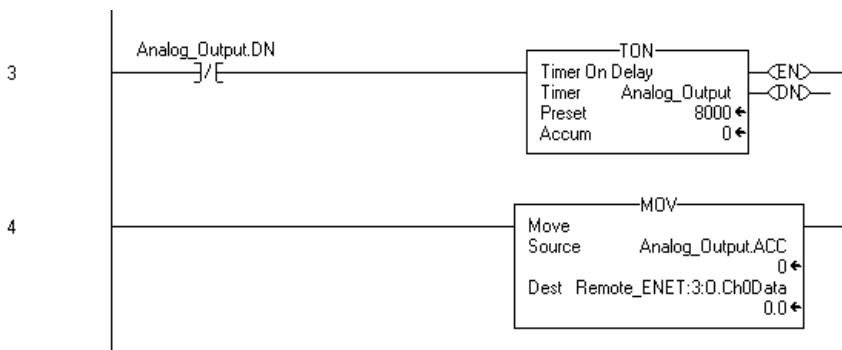 Analog_Output.DN
3
TON
Timer On Delay
Timer Analog_Output
Preset 8000
Accum 0
EN
DN
4
MOV
Move
Source Analog_Output.ACC
0
Dest Remote_ENET:3:O.Ch0Data
0.0